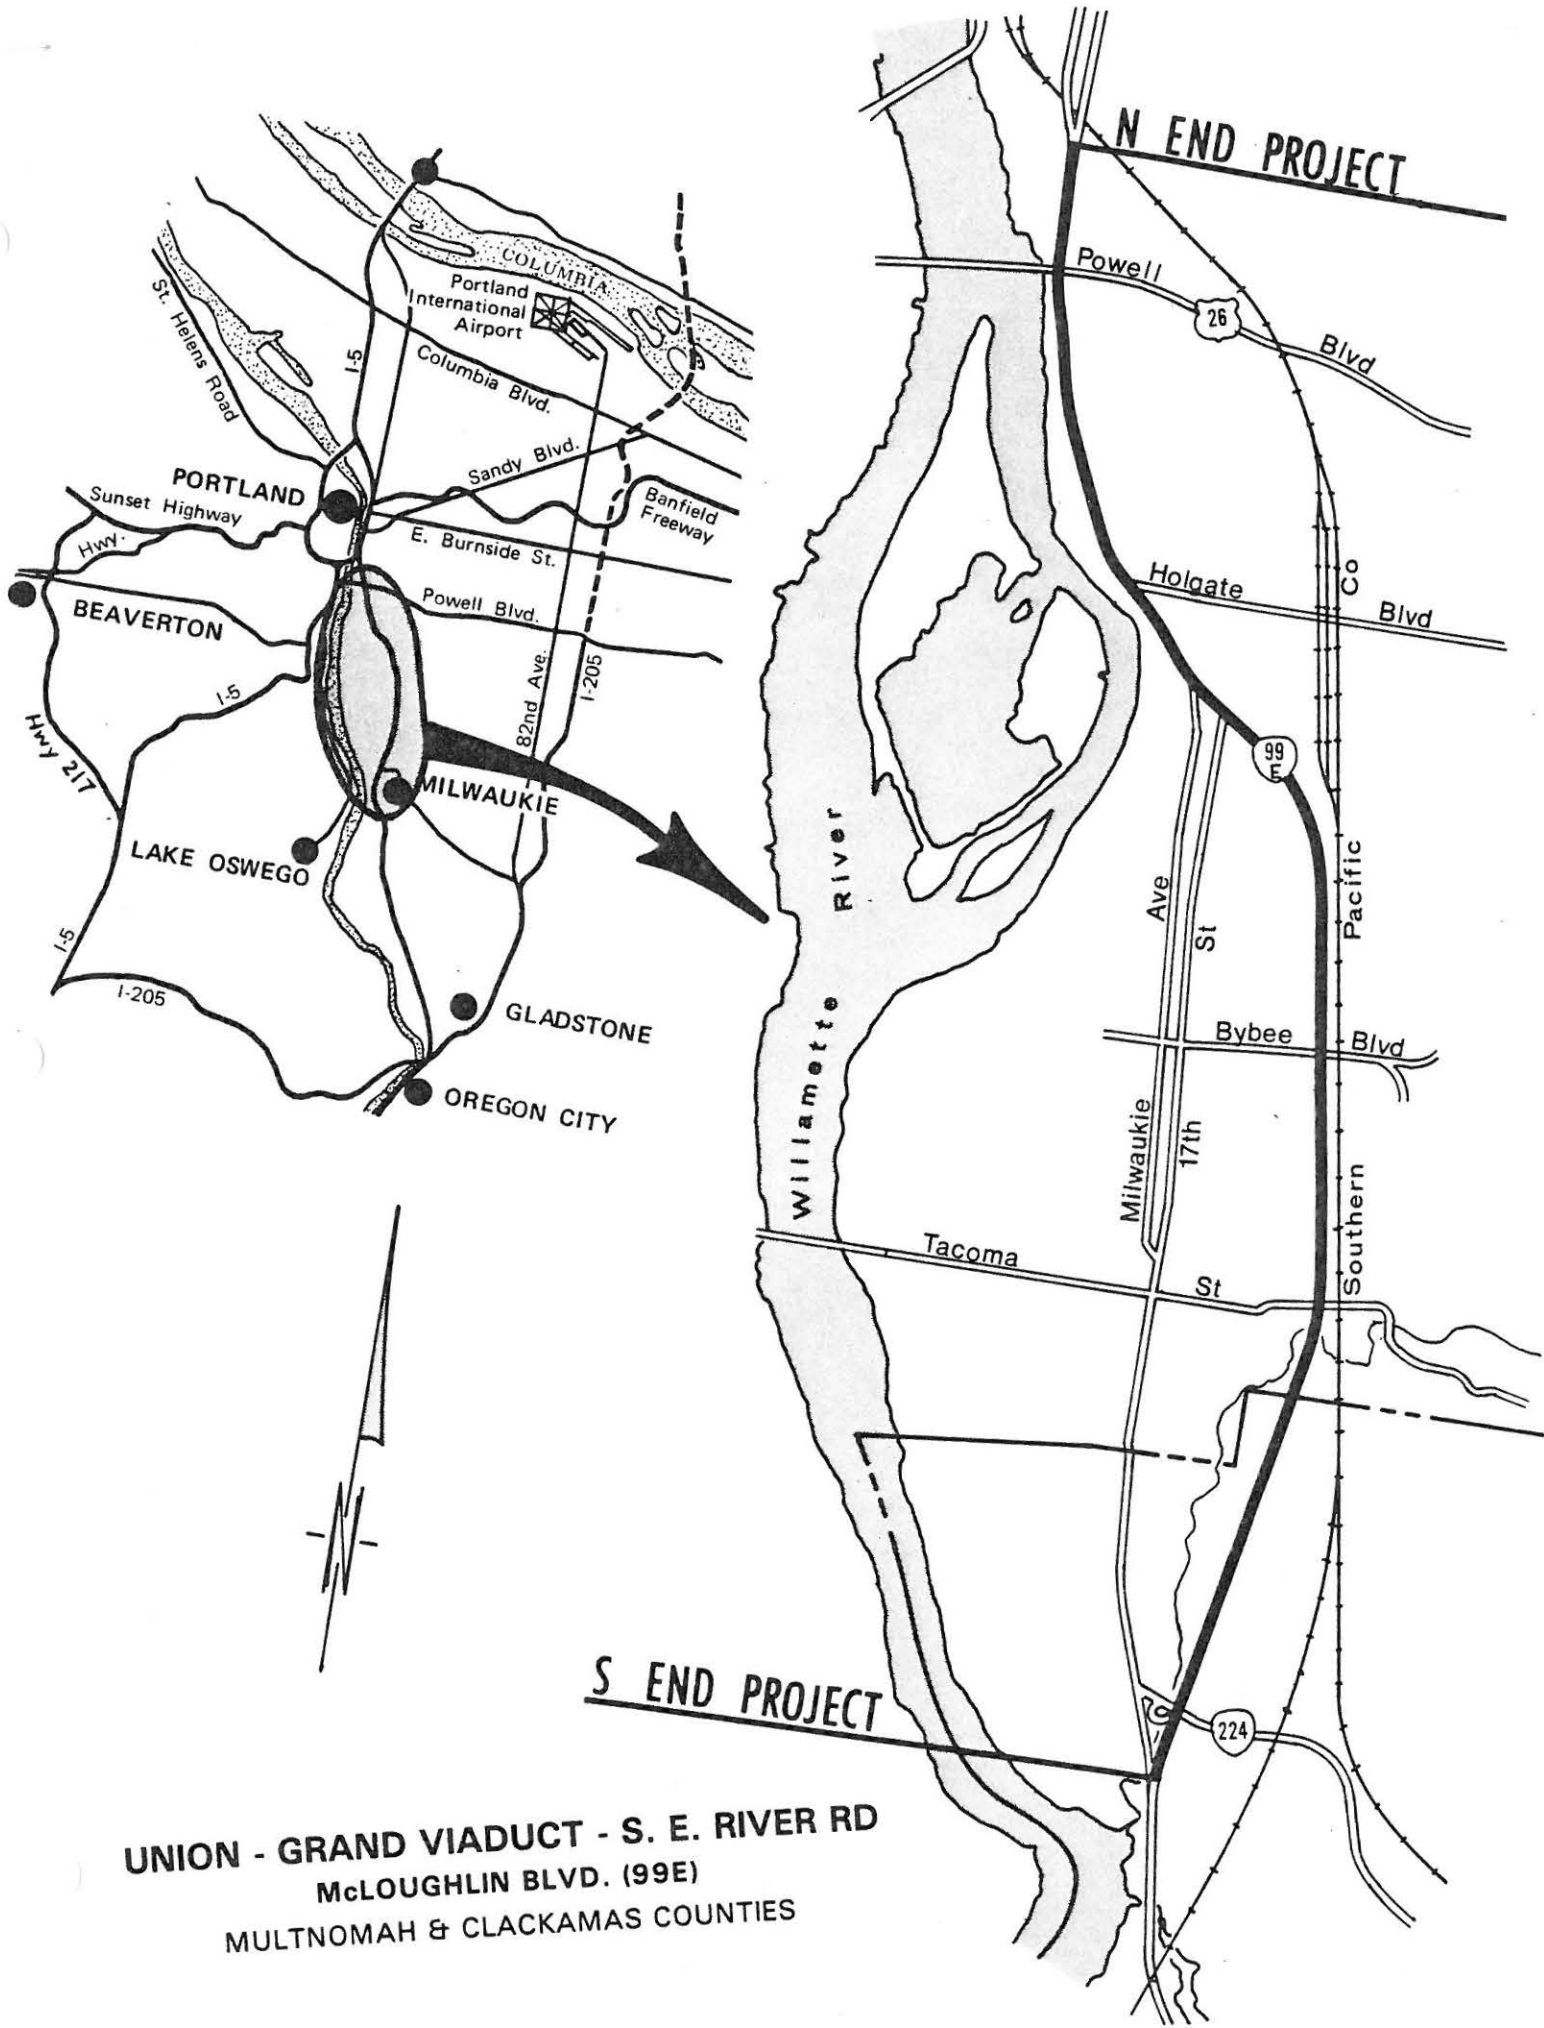 N END PROJECT
COLUMBIA
Portland
International
Airport
St. Helens Road
I-5
Columbia Blvd.
Powell
26
Blvd
Sandy Blvd.
PORTLAND
Sunset Highway
Banfield
Freeway
Hwy.
E. Burnside St.
BEAVERTON
Powell Blvd.
Holgate
Blvd
Co
I-5
82nd Ave.
I-205
Hwy 217
99
E
MILWAUKIE
LAKE OSWEGO
River
Ave
St
Pacific
I-5
I-205
GLADSTONE
Willamette
Bybee
Blvd
OREGON CITY
Milwaukie
17th
Southern
Tacoma
St
N
S END PROJECT
224
UNION - GRAND VIADUCT - S. E. RIVER RD
McLOUGHLIN BLVD. (99E)
MULTNOMAH & CLACKAMAS COUNTIES